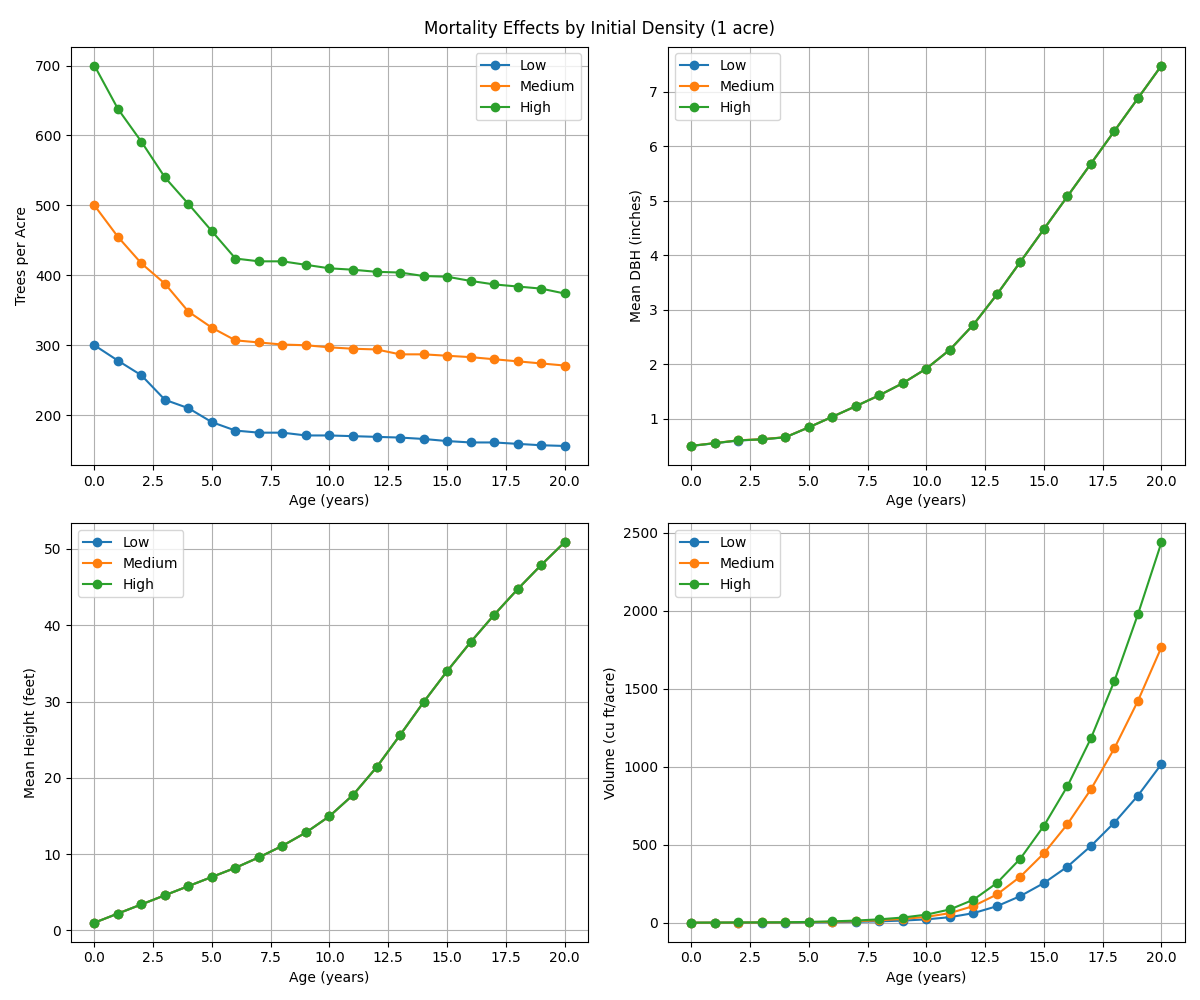 Mortality Effects by Initial Density (1 acre)
Low
Medium
High
700
600
500
400
300
200
Trees per Acre
0.0 2.5 5.0 7.5 10.0 12.5 15.0 17.5 20.0
Age (years)
Low
Medium
High
7
6
5
4
3
2
1
Mean DBH (inches)
0.0 2.5 5.0 7.5 10.0 12.5 15.0 17.5 20.0
Age (years)
Low
Medium
High
50
40
30
20
10
0
Mean Height (feet)
0.0 2.5 5.0 7.5 10.0 12.5 15.0 17.5 20.0
Age (years)
Low
Medium
High
2500
2000
1500
1000
500
0
Volume (cu ft/acre)
0.0 2.5 5.0 7.5 10.0 12.5 15.0 17.5 20.0
Age (years)